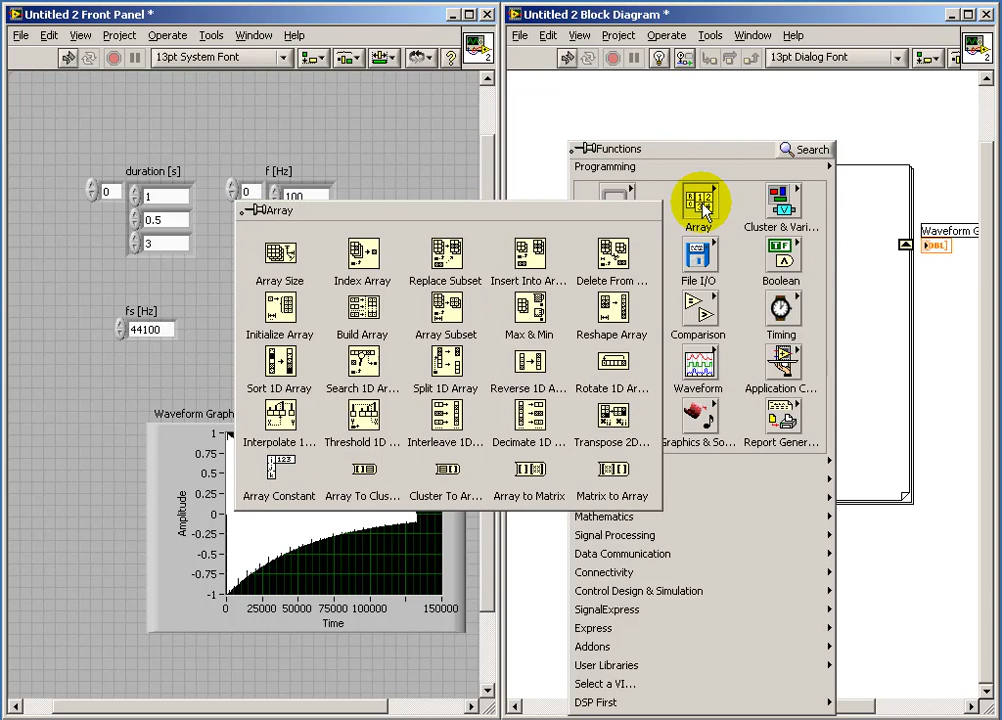 Untitled 2 Front Panel *
File Edit View Project Operate Tools Window Help
13pt System Font
2
duration [s]
0
1
0.5
3
f [Hz]
0
100
fs [Hz]
44100
Waveform Graph
1
0.75
0.5
0.25
0
-0.25
-0.5
-0.75
-1
Amplitude
0 25000 50000 75000 100000 150000
Time
Array
Array Size Index Array Replace Subset Insert Into Ar... Delete From ...
Initialize Array Build Array Array Subset Max & Min Reshape Array
Sort 1D Array Search 1D Ar... Split 1D Array Reverse 1D A... Rotate 1D Ar...
Interpolate 1... Threshold 1D ... Interleave 1D... Decimate 1D ... Transpose 2D...
Array Constant Array To Clus... Cluster To Ar... Array to Matrix Matrix to Array
Untitled 2 Block Diagram *
File Edit View Project Operate Tools Window Help
13pt Dialog Font
2
Functions
Search
Programming
Array Cluster & Vari...
File I/O Boolean
Comparison Timing
Waveform Application C...
Graphics & So... Report Gener...
Mathematics
Signal Processing
Data Communication
Connectivity
Control Design & Simulation
SignalExpress
Express
Addons
User Libraries
Select a VI...
DSP First
Waveform G
DBL